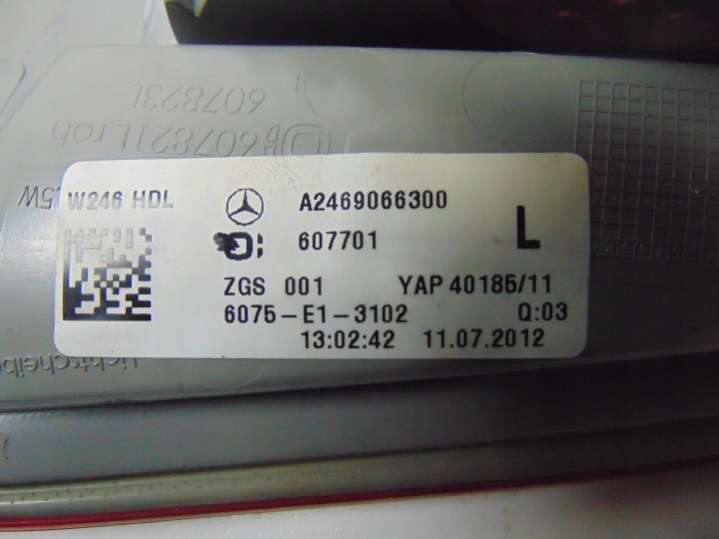 607823L
607821L roh
W246 HDL
A2469066300
607701
L
ZGS 001 YAP 40185/11
6075-E1-3102 Q:03
13:02:42 11.07.2012